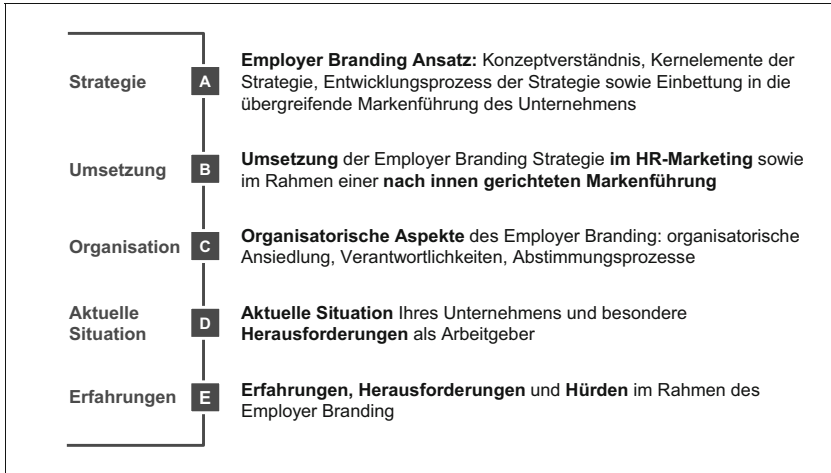 Strategie
A
Employer Branding Ansatz: Konzeptverständnis, Kernelemente der
Strategie, Entwicklungsprozess der Strategie sowie Einbettung in die
übergreifende Markenführung des Unternehmens
Umsetzung
B
Umsetzung der Employer Branding Strategie im HR-Marketing sowie
im Rahmen einer nach innen gerichteten Markenführung
Organisation
C
Organisatorische Aspekte des Employer Branding: organisatorische
Ansiedlung, Verantwortlichkeiten, Abstimmungsprozesse
Aktuelle
Situation
D
Aktuelle Situation Ihres Unternehmens und besondere
Herausforderungen als Arbeitgeber
Erfahrungen
E
Erfahrungen, Herausforderungen und Hürden im Rahmen des
Employer Branding